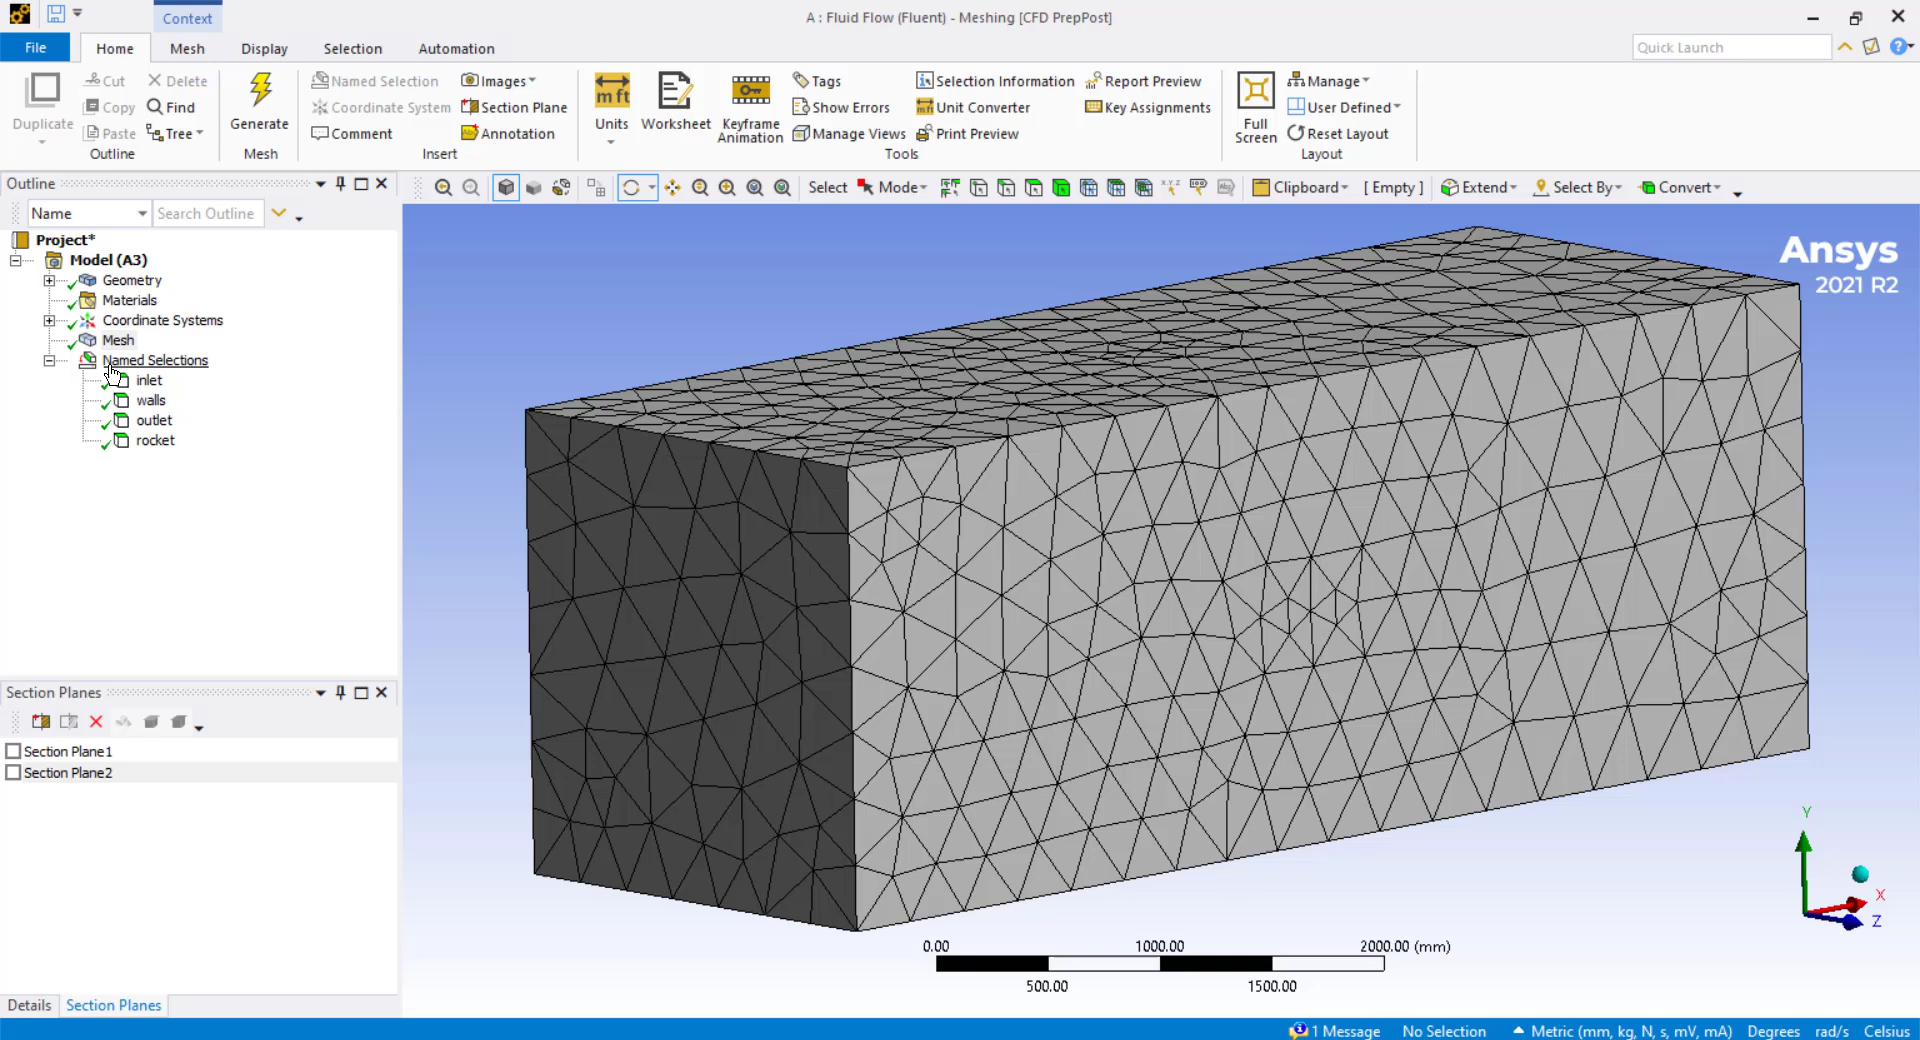 Context
A : Fluid Flow (Fluent) - Meshing [CFD PrepPost]
File Home Mesh Display Selection Automation
Quick Launch
Duplicate
Cut
Copy
Paste
Delete
Find
Tree
Outline
Generate
Mesh
Named Selection
Coordinate System
Comment
Images
Section Plane
Annotation
Insert
Units
Worksheet
Keyframe
Animation
Tags
Show Errors
Manage Views
Selection Information
Unit Converter
Print Preview
Report Preview
Key Assignments
Tools
Full
Screen
Manage
User Defined
Reset Layout
Layout
Select Mode Clipboard [ Empty ] Extend Select By Convert
Outline
Name
Search Outline
Project*
Model (A3)
Geometry
Materials
Coordinate Systems
Mesh
Named Selections
inlet
walls
outlet
rocket
Section Planes
Section Plane1
Section Plane2
Details Section Planes
Ansys
2021 R2
Y
X
Z
0.00 1000.00 2000.00 (mm)
500.00 1500.00
1 Message No Selection Metric (mm, kg, N, s, mV, mA) Degrees rad/s Celsius